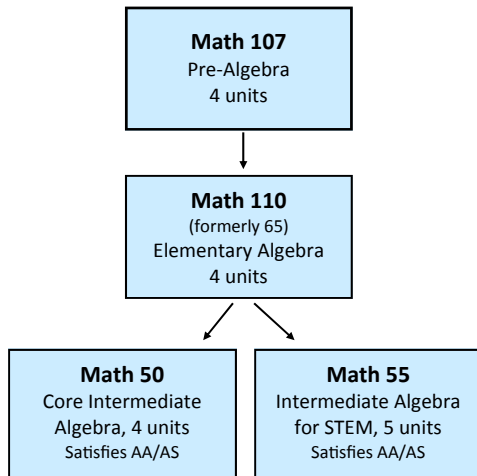 Math 107
Pre-Algebra
4 units
Math 110
(formerly 65)
Elementary Algebra
4 units
Math 50
Core Intermediate
Algebra, 4 units
Satisfies AA/AS
Math 55
Intermediate Algebra
for STEM, 5 units
Satisfies AA/AS